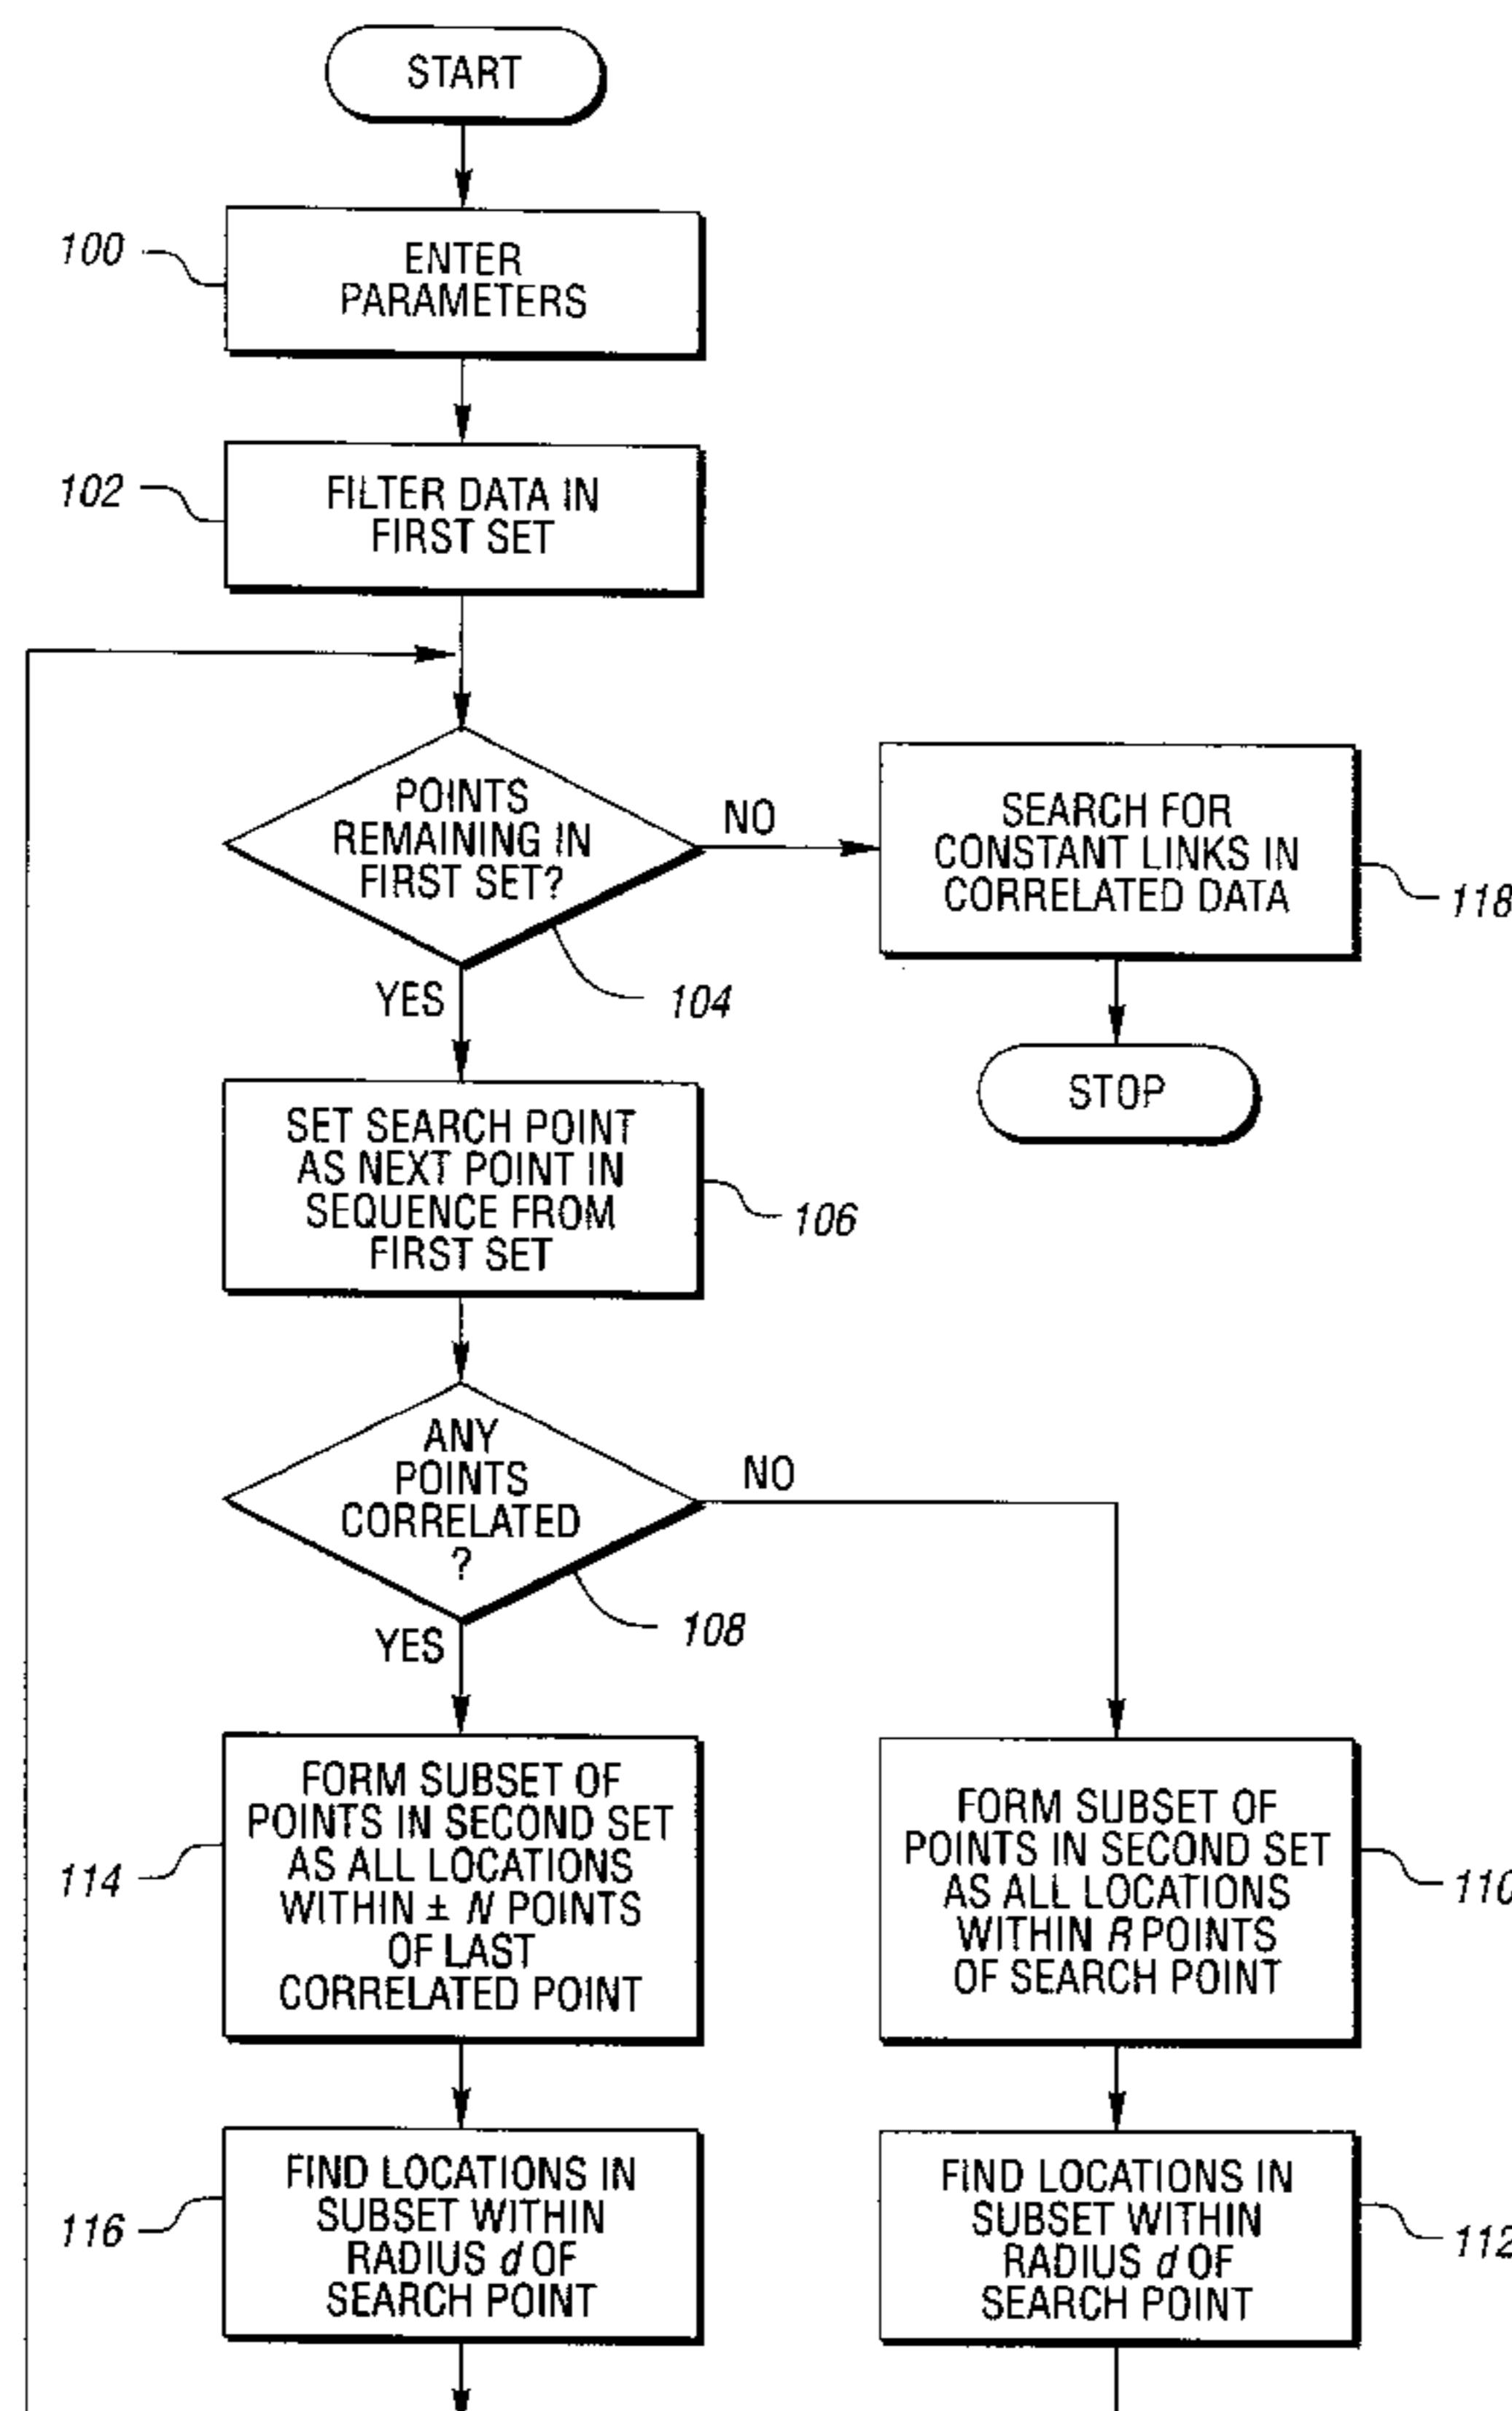 START
100
ENTER
PARAMETERS
102
FILTER DATA IN
FIRST SET
POINTS
REMAINING IN
FIRST SET?
NO
SEARCH FOR
CONSTANT LINKS IN
CORRELATED DATA
118
104
YES
STOP
SET SEARCH POINT
AS NEXT POINT IN
SEQUENCE FROM
FIRST SET
106
ANY
POINTS
CORRELATED
?
NO
108
YES
114
FORM SUBSET OF
POINTS IN SECOND SET
AS ALL LOCATIONS
WITHIN ± N POINTS
OF LAST
CORRELATED POINT
FORM SUBSET OF
POINTS IN SECOND SET
AS ALL LOCATIONS
WITHIN R POINTS
OF SEARCH POINT
110
116
FIND LOCATIONS IN
SUBSET WITHIN
RADIUS d OF
SEARCH POINT
FIND LOCATIONS IN
SUBSET WITHIN
RADIUS d OF
SEARCH POINT
112